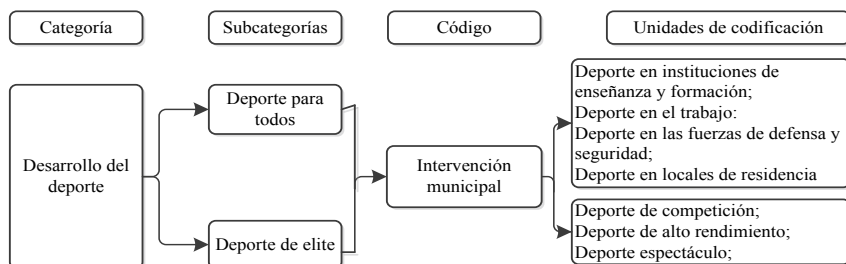 Categoría
Subcategorías
Código
Unidades de codificación
Desarrollo del
deporte
Deporte para
todos
Deporte de elite
Intervención
municipal
Deporte en instituciones de
enseñanza y formación;
Deporte en el trabajo:
Deporte en las fuerzas de defensa y
seguridad;
Deporte en locales de residencia
Deporte de competición;
Deporte de alto rendimiento;
Deporte espectáculo;